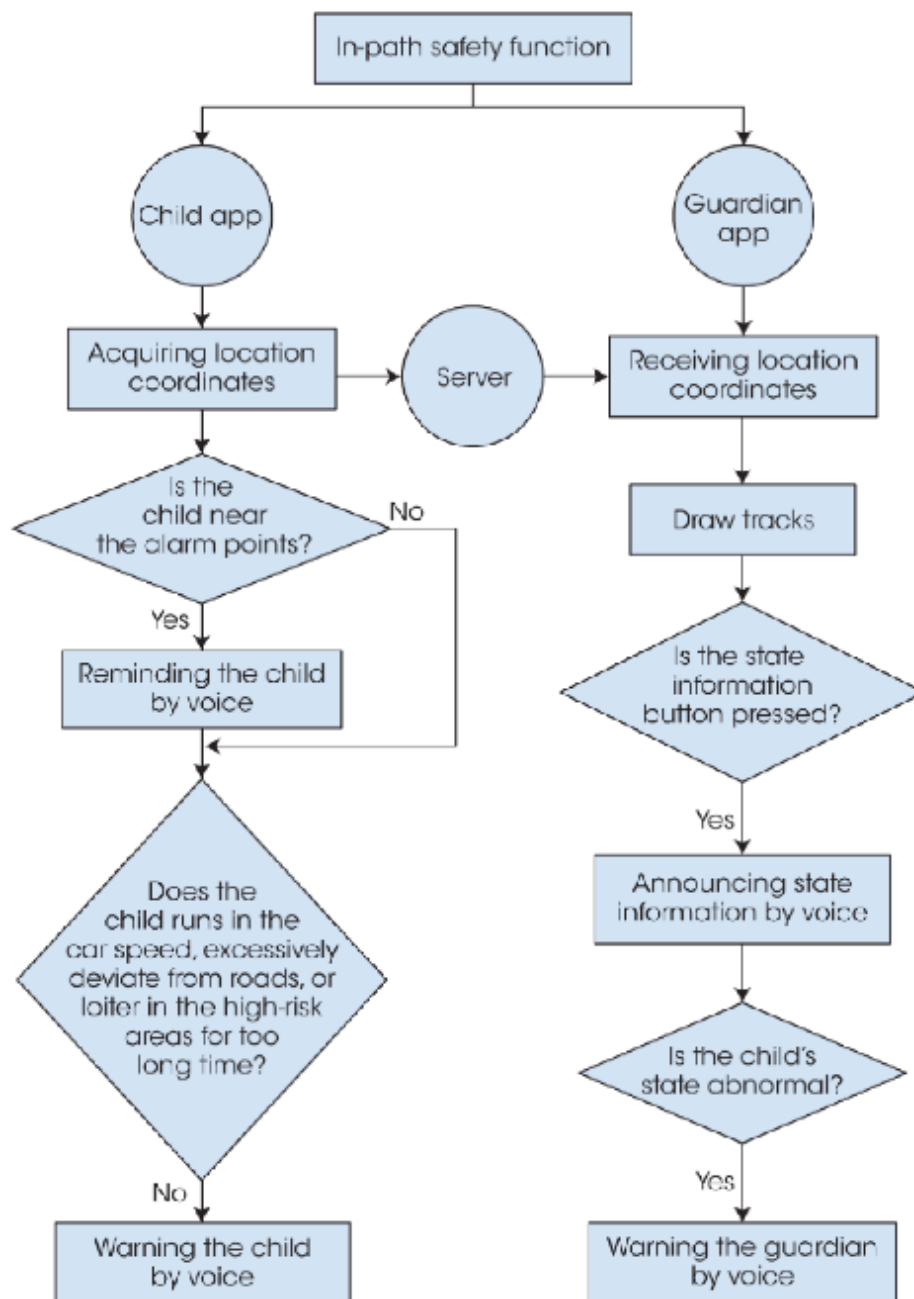 In-path safety function
Child app
Guardian
app
Acquiring location
coordinates
Server
Receiving location
coordinates
Is the
child near
the alarm points?
No
Draw tracks
Yes
Reminding the child
by voice
Is the state
information
button pressed?
Yes
Does the
child runs in the
car speed, excessively
deviate from roads, or
loiter in the high-risk
areas for too
long time?
Announcing state
information by voice
Is the child's
state abnormal?
No
Yes
Warning the child
by voice
Warning the guardian
by voice